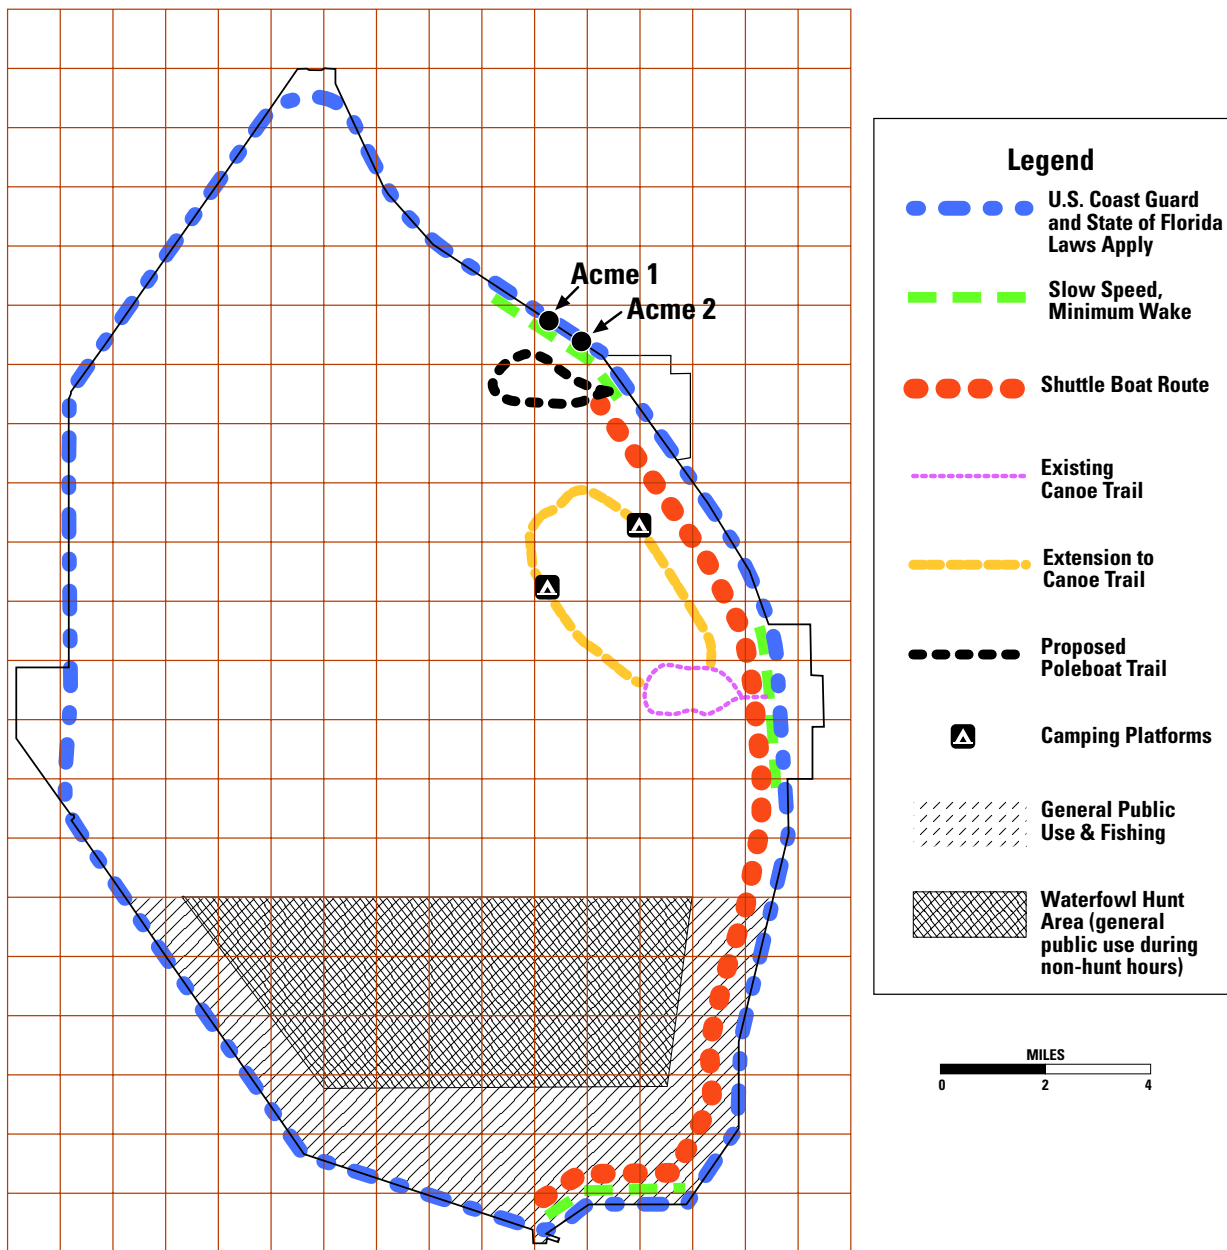 Acme 1
Acme 2
Legend
U.S. Coast Guard
and State of Florida
Laws Apply
Slow Speed,
Minimum Wake
Shuttle Boat Route
Existing
Canoe Trail
Extension to
Canoe Trail
Proposed
Poleboat Trail
Camping Platforms
General Public
Use & Fishing
Waterfowl Hunt
Area (general
public use during
non-hunt hours)
MILES
0 2 4